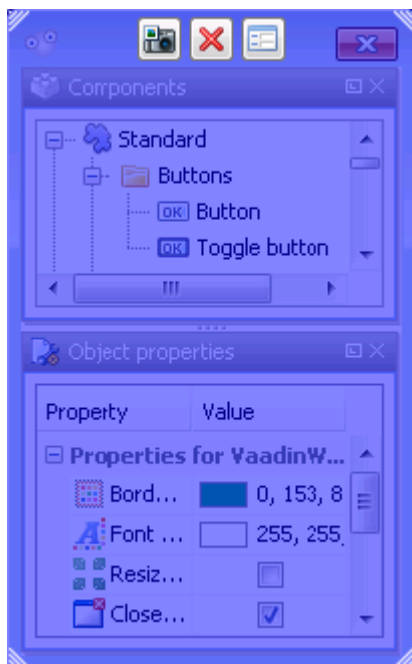 Components
Standard
Buttons
OK Button
OK Toggle button
Object properties
Property Value
Properties for VaadinW...
Bord... 0, 153, 8
Font ... 255, 255,
Resiz...
Close...